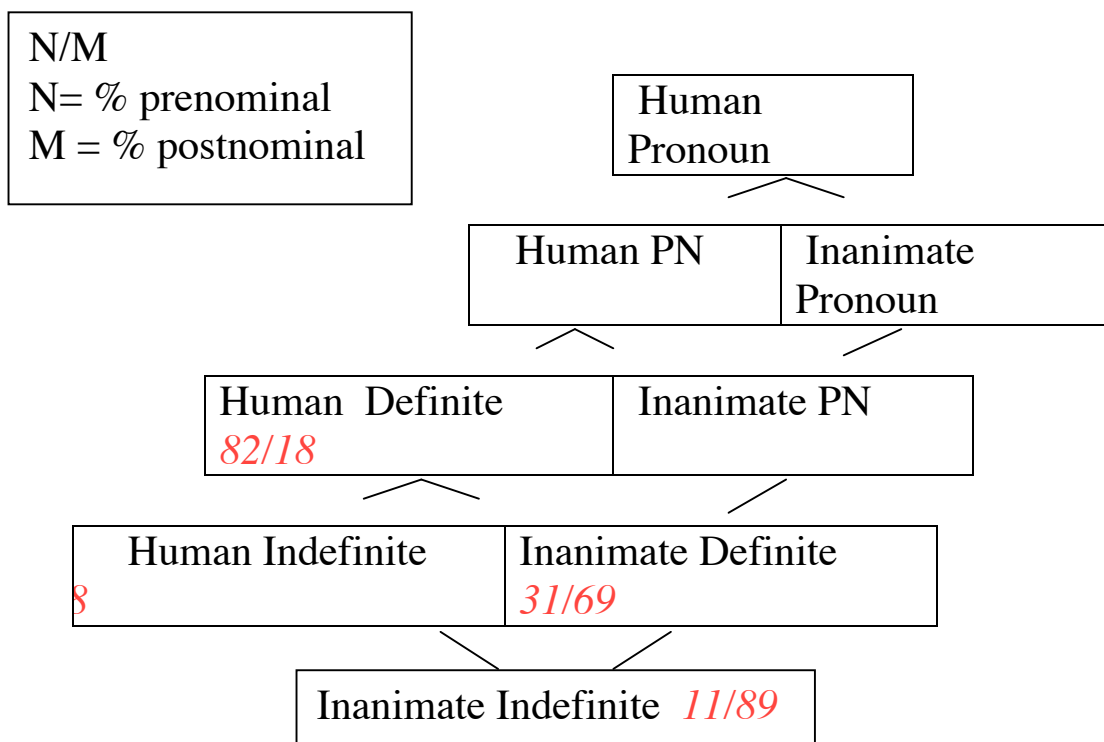 N/M
N= % prenominal
M = % postnominal
Human
Pronoun
Human PN
Inanimate
Pronoun
Human Definite
82/18
Inanimate PN
Human Indefinite
8
Inanimate Definite
31/69
Inanimate Indefinite 11/89